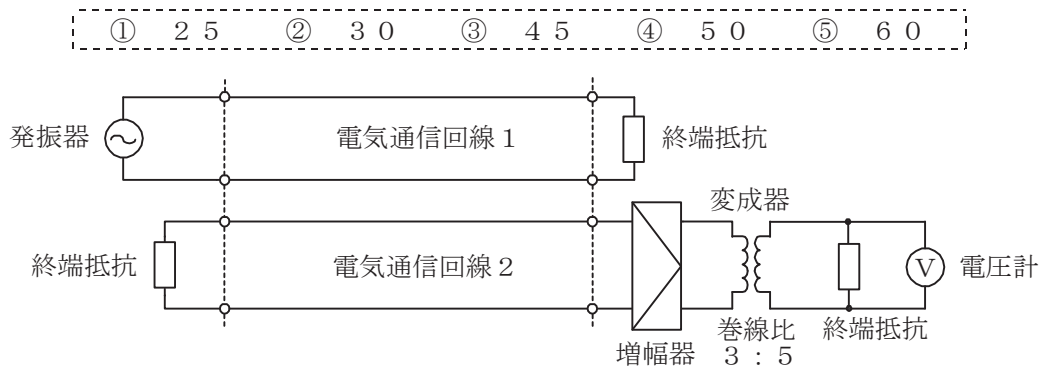 ① 25 ② 30 ③ 45 ④ 50 ⑤ 60
発振器
電気通信回線1
終端抵抗
変成器
終端抵抗
電気通信回線2
V
電圧計
増幅器
巻線比
3:5
終端抵抗